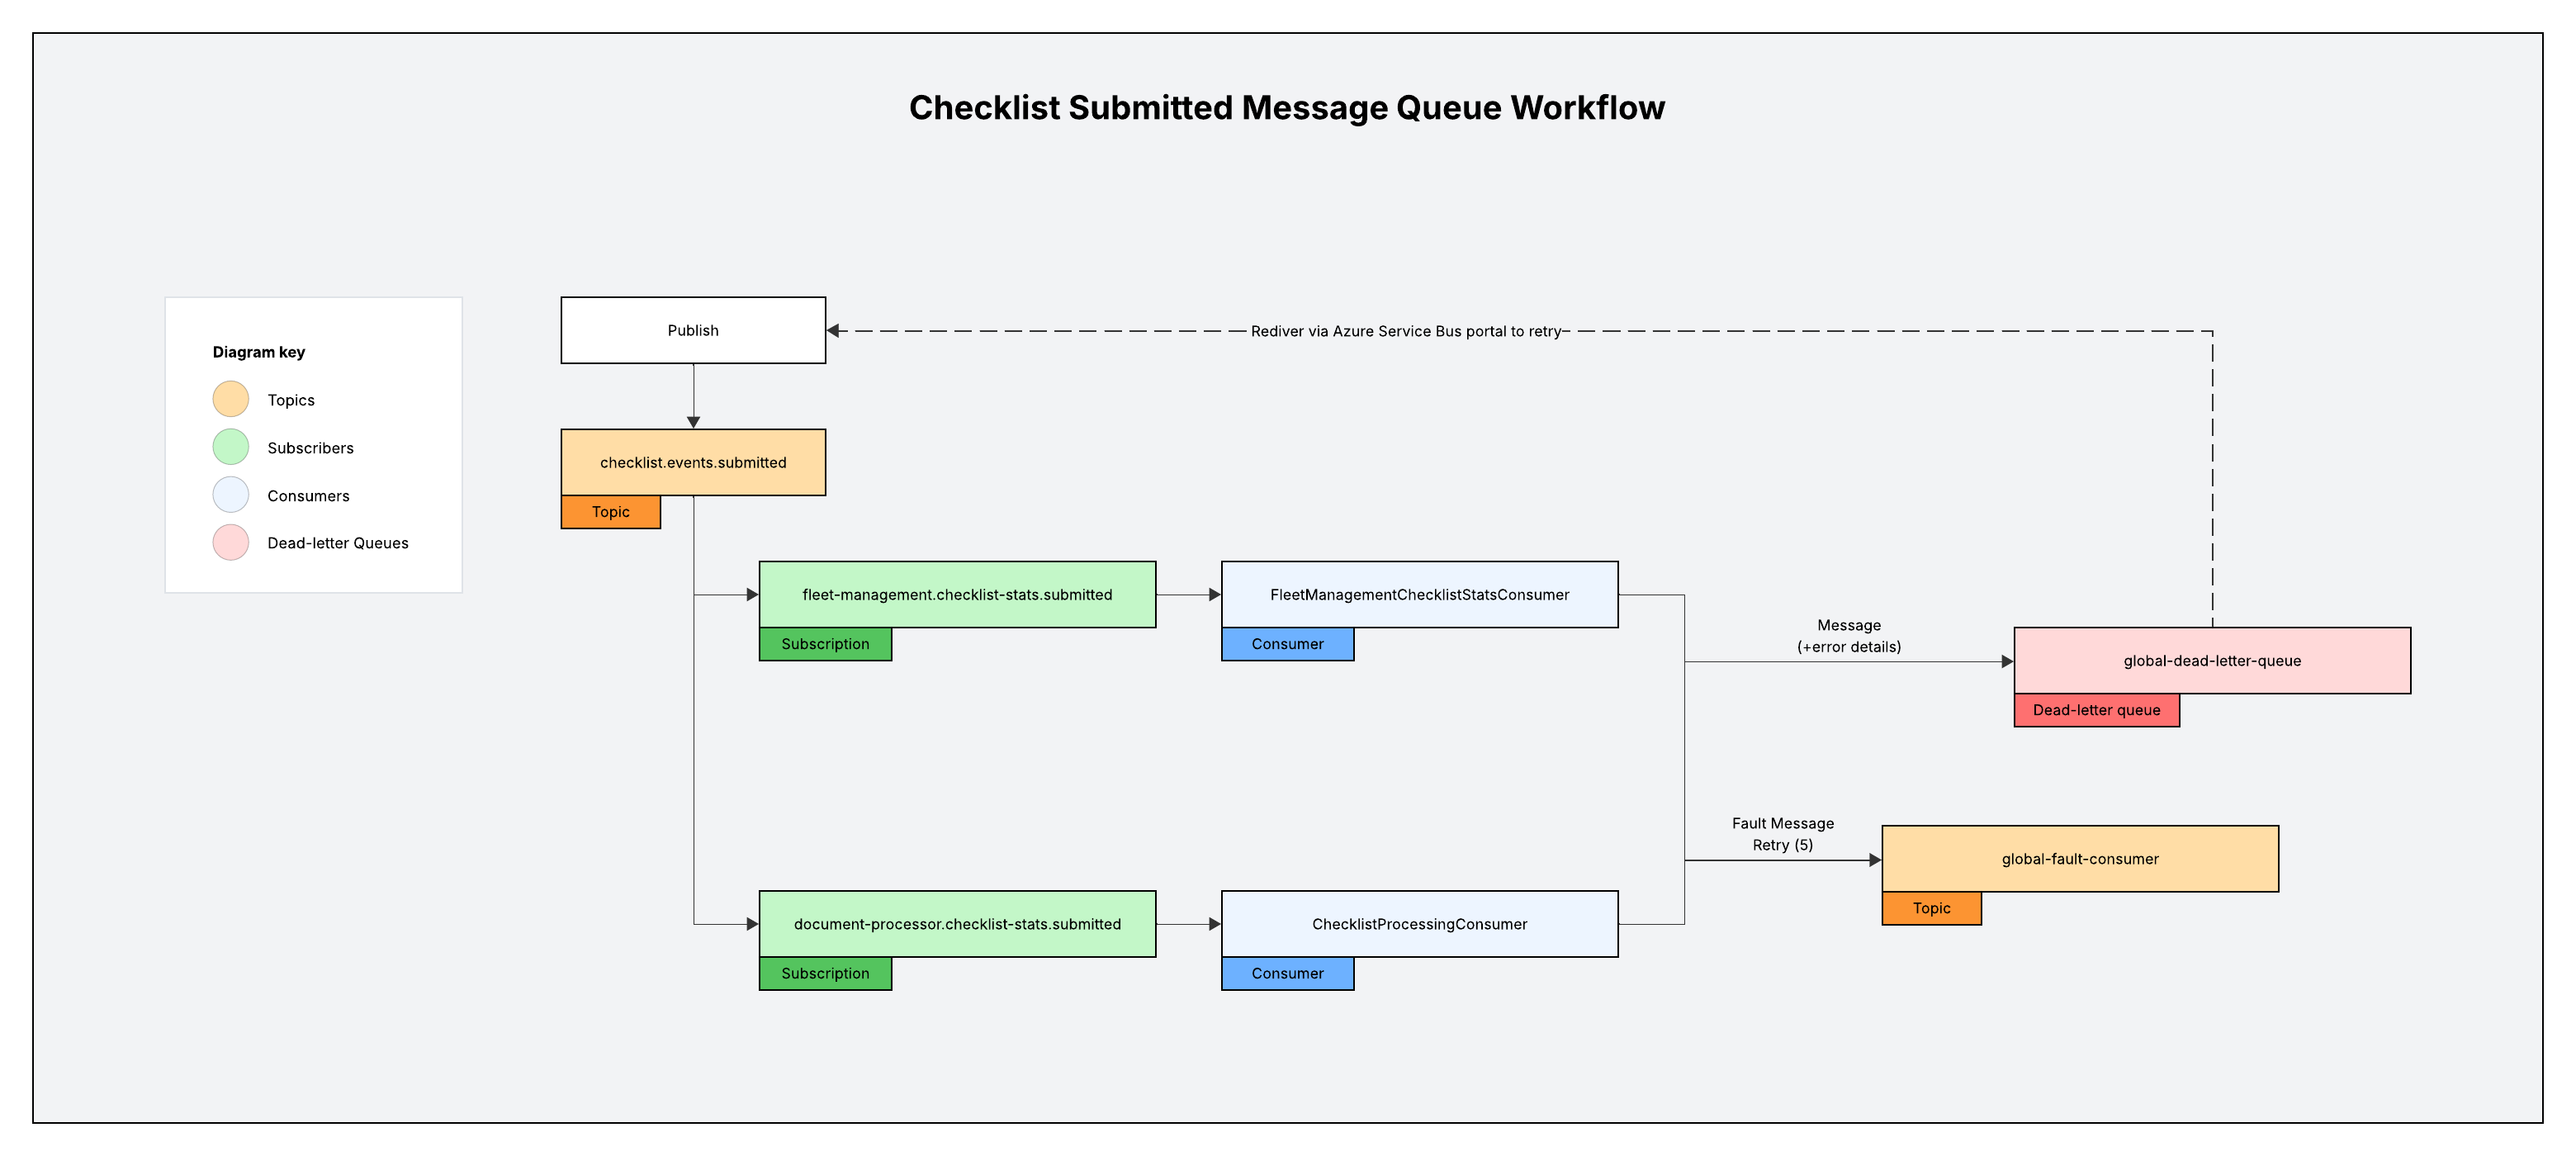 Checklist Submitted Message Queue Workflow
Diagram key
Topics
Subscribers
Consumers
Dead-letter Queues
Publish
Rediver via Azure Service Bus portal to retry
checklist.events.submitted
Topic
fleet-management.checklist-stats.submitted
Subscription
FleetManagementChecklistStatsConsumer
Consumer
Message
(+error details)
global-dead-letter-queue
Dead-letter queue
Fault Message
Retry (5)
global-fault-consumer
Topic
document-processor.checklist-stats.submitted
Subscription
ChecklistProcessingConsumer
Consumer